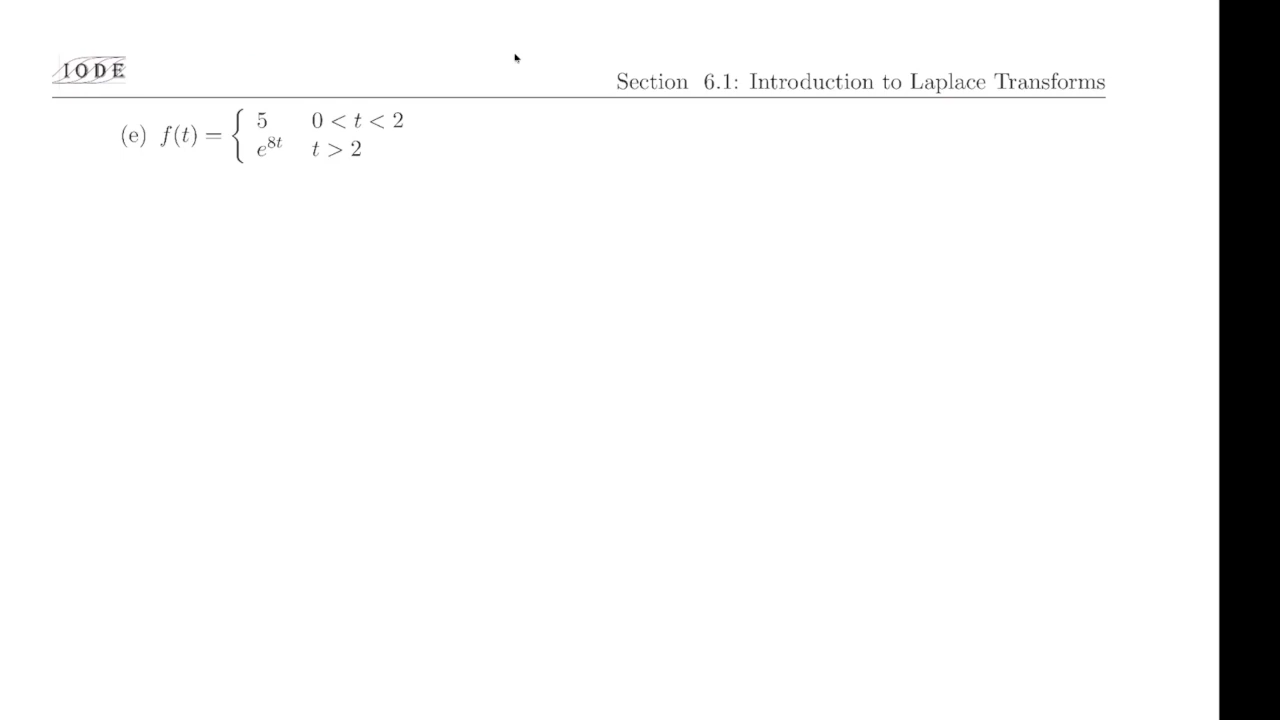 IODE
Section 6.1: Introduction to Laplace Transforms
(e) f(t) = { 5 0 < t < 2
e^{8t} t > 2